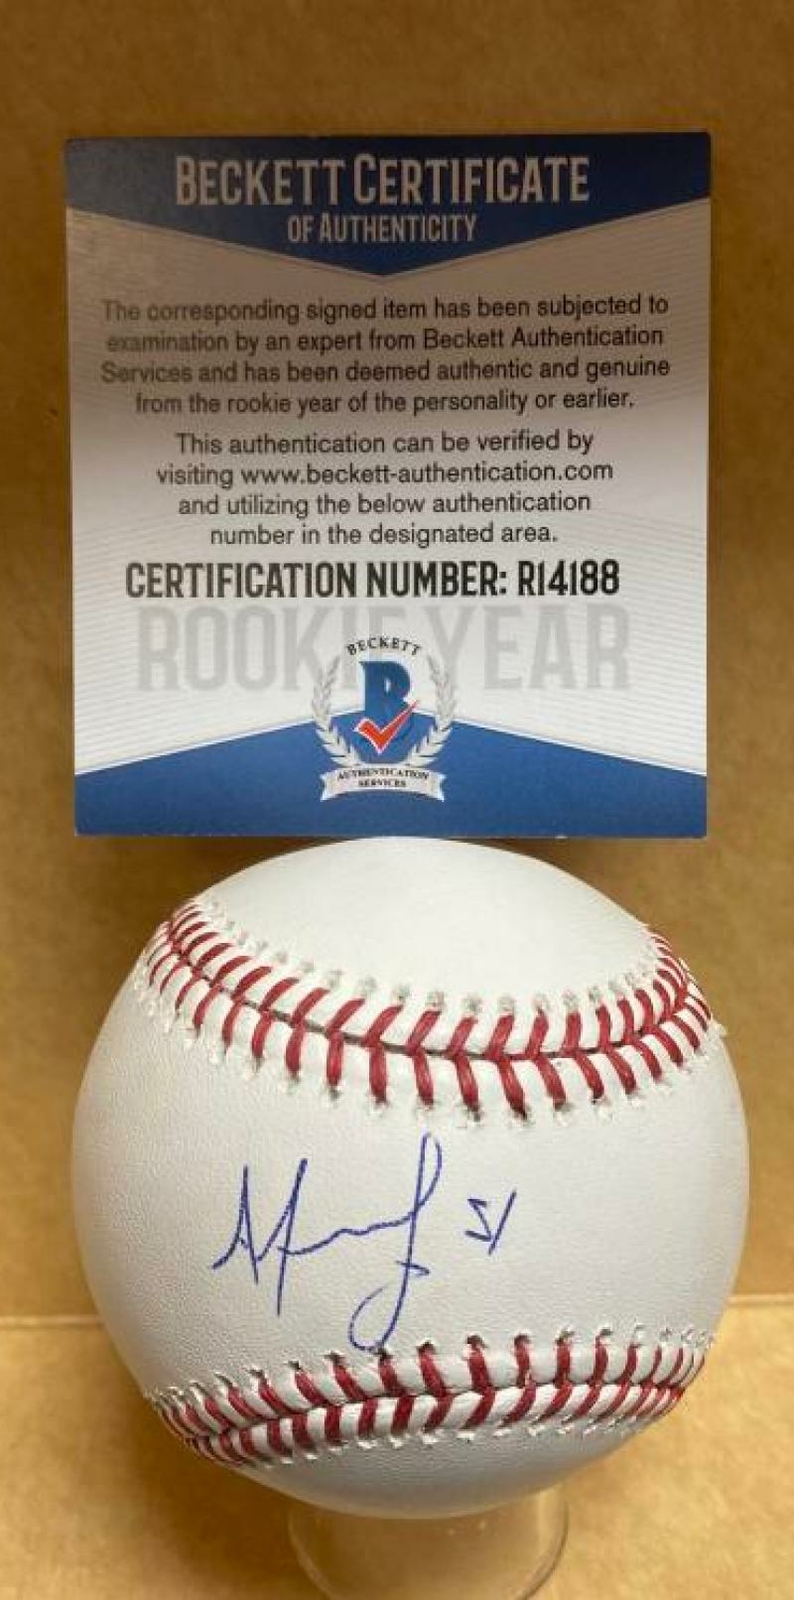 BECKETT CERTIFICATE
OF AUTHENTICITY
The corresponding signed item has been subjected to
examination by an expert from Beckett Authentication
Services and has been deemed authentic and genuine
from the rookie year of the personality or earlier.
This authentication can be verified by
visiting www.beckett-authentication.com
and utilizing the below authentication
number in the designated area.
CERTIFICATION NUMBER: R14188
ROOKIE YEAR
BECKETT
B
AUTHENTICATION
SERVICES
51